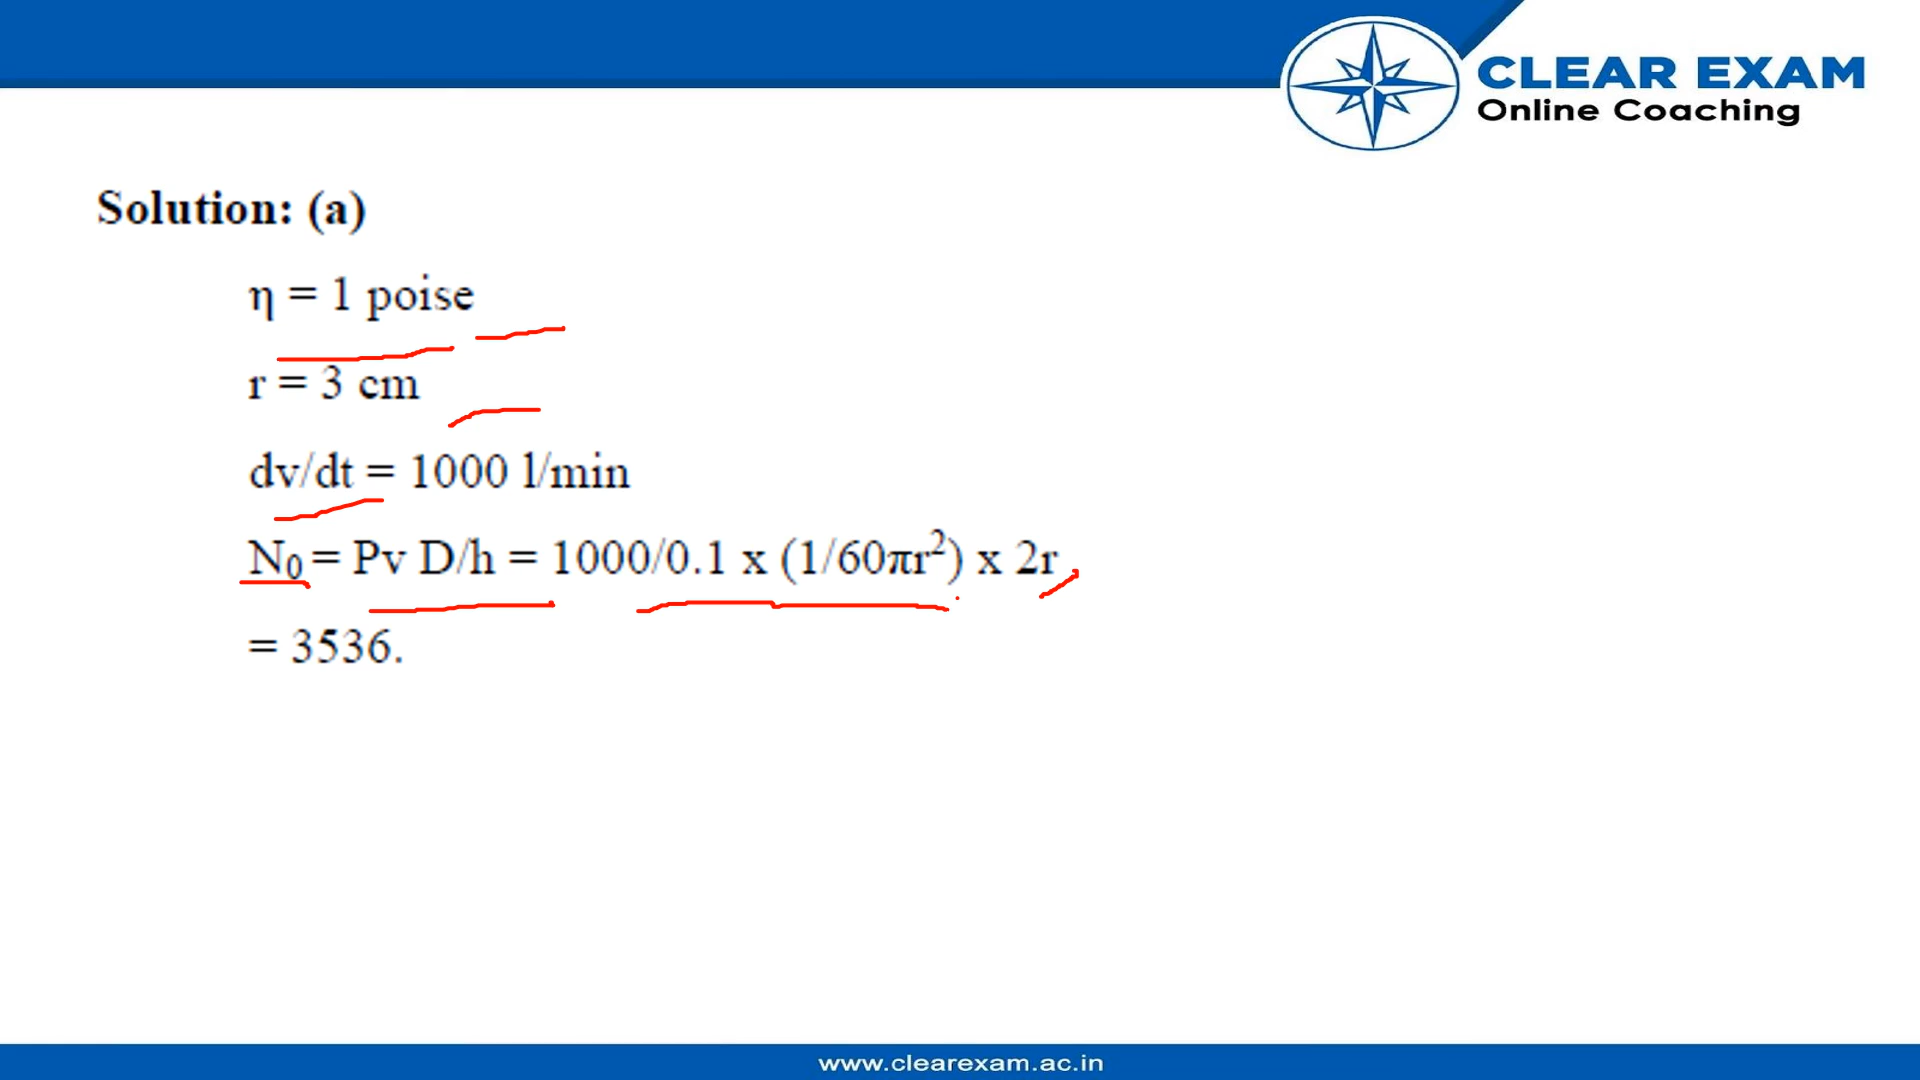 CLEAR EXAM
Online Coaching
Solution: (a)
η = 1 poise
r = 3 cm
dv/dt = 1000 l/min
N₀ = Pv D/h = 1000/0.1 x (1/60πr²) x 2r
= 3536.
www.clearexam.ac.in